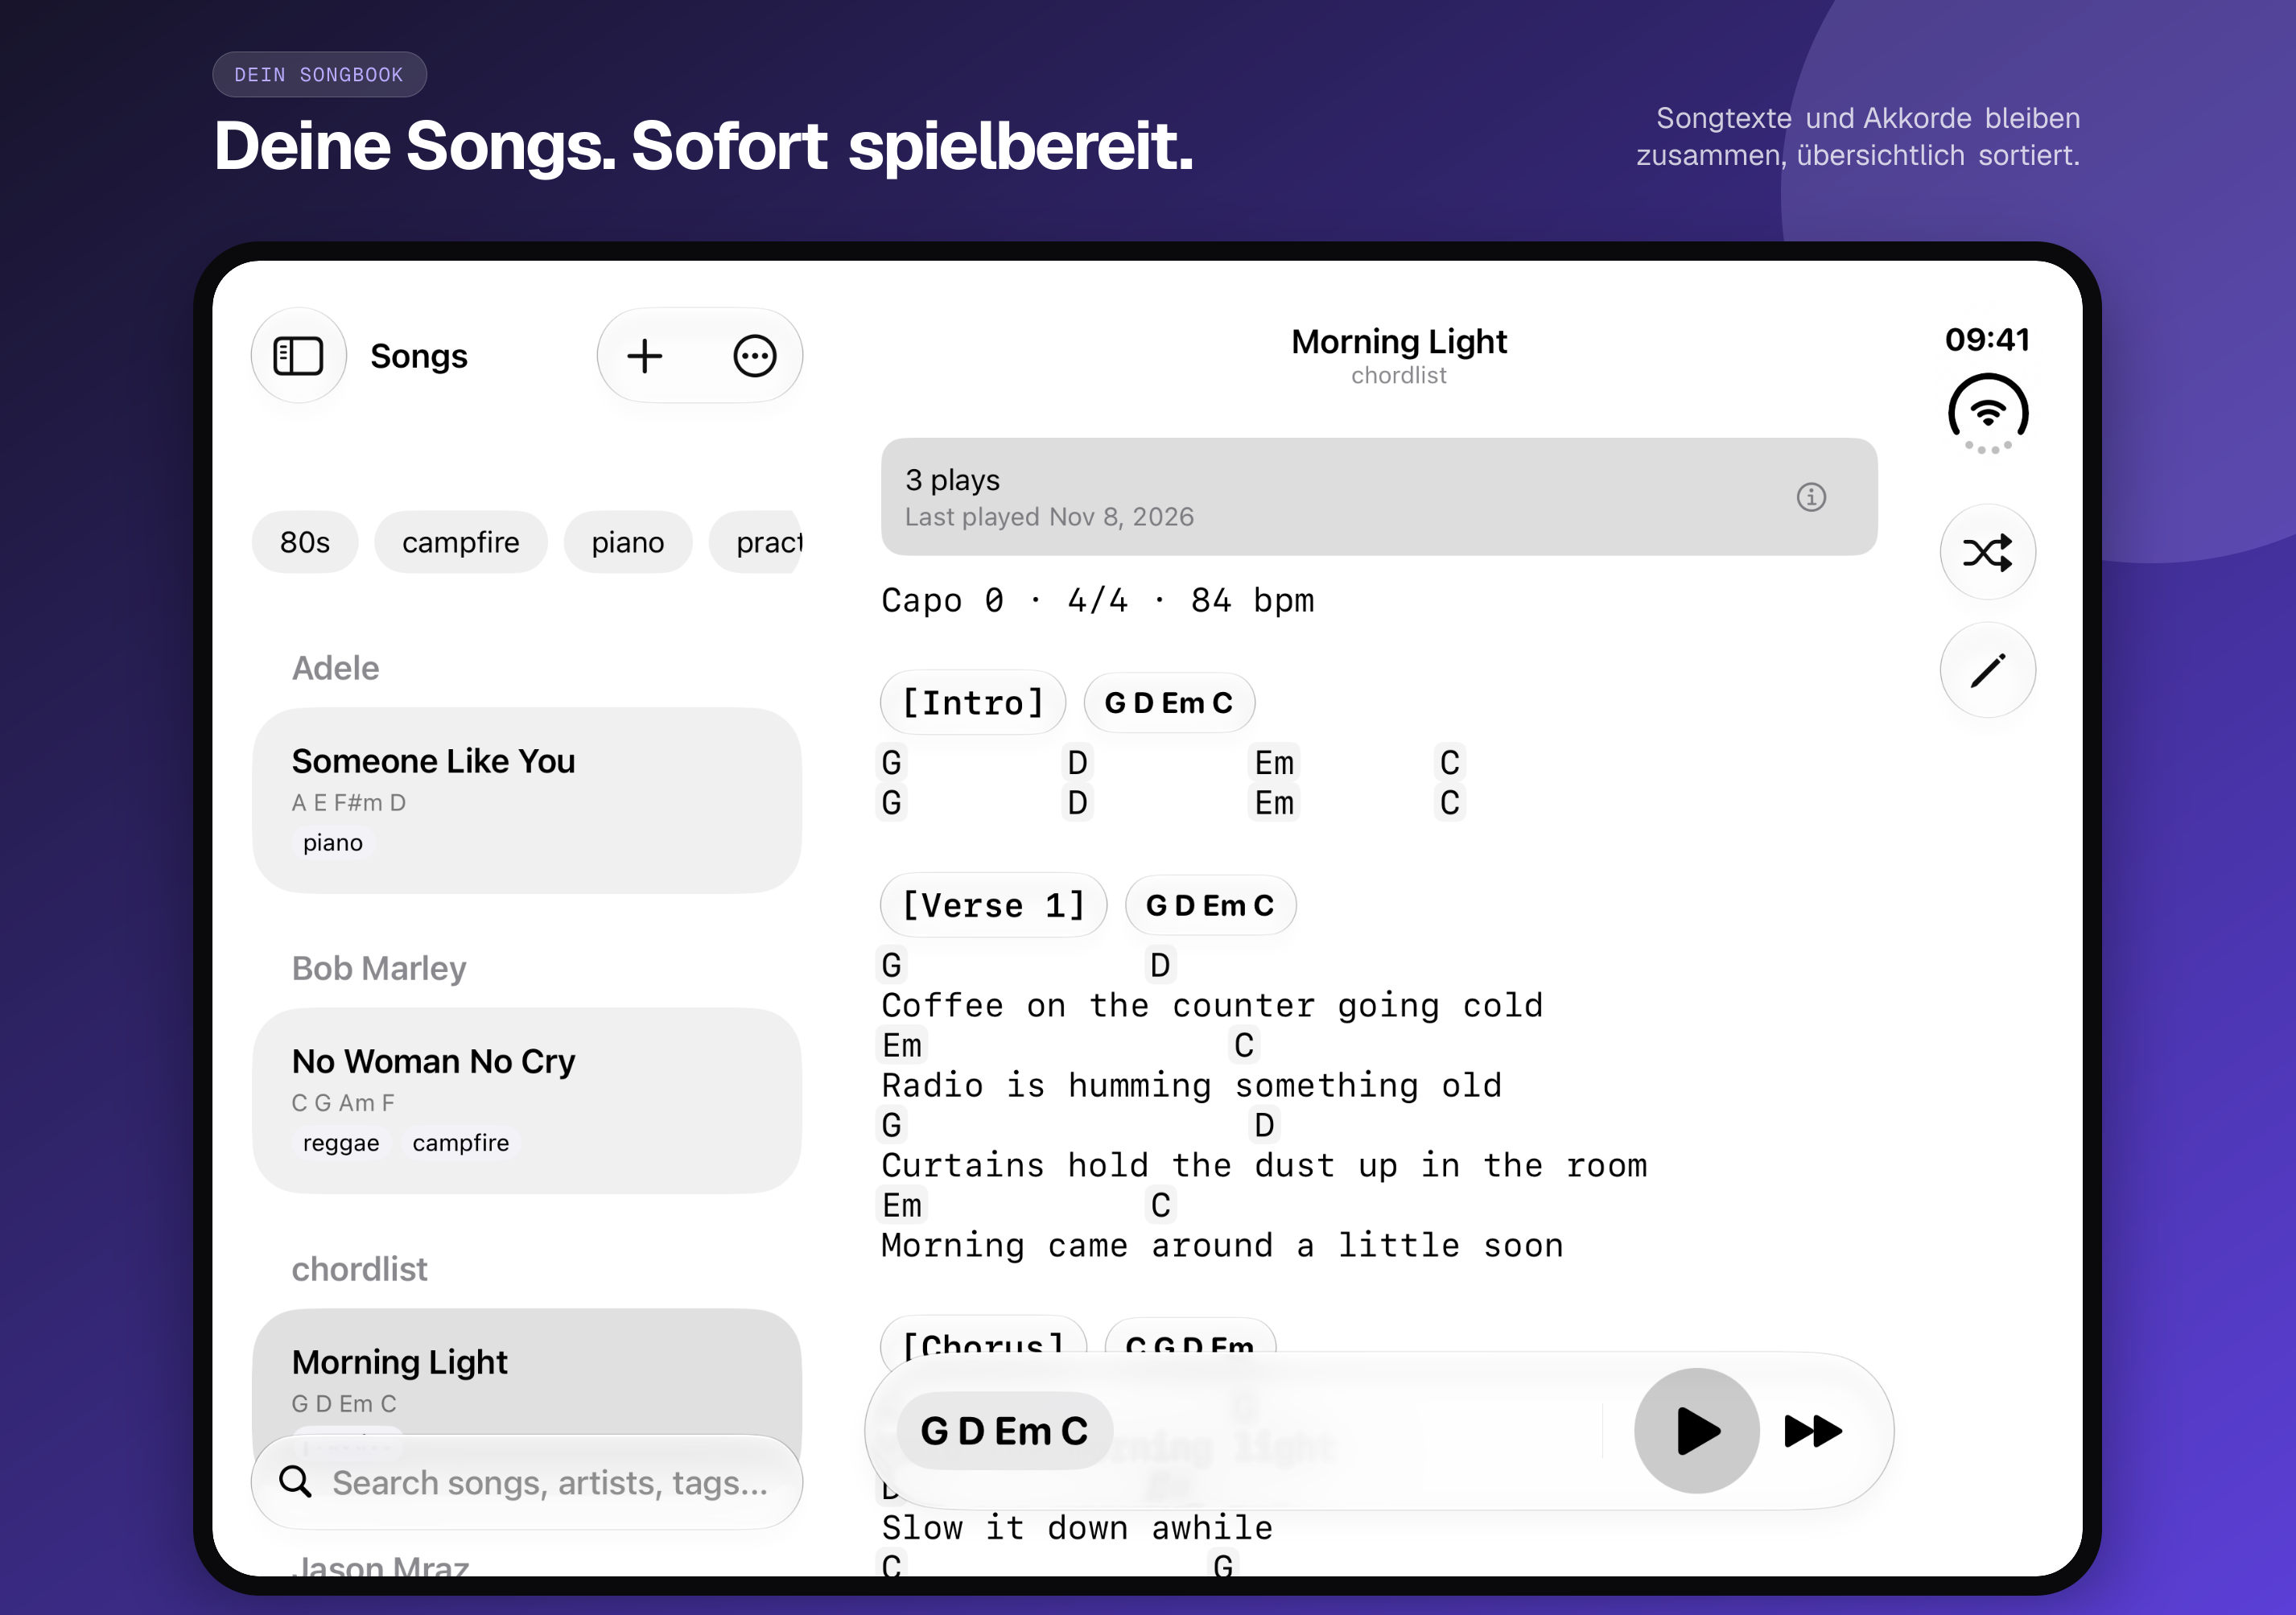 DEIN SONGBOOK
Deine Songs. Sofort spielbereit.
Songtexte und Akkorde bleiben
zusammen, übersichtlich sortiert.
Songs
80s campfire piano pract
Adele
Someone Like You
A E F#m D
piano
Bob Marley
No Woman No Cry
C G Am F
reggae campfire
chordlist
Morning Light
G D Em C
Search songs, artists, tags...
Jason Mraz
Morning Light
chordlist
09:41
3 plays
Last played Nov 8, 2026
Capo 0 · 4/4 · 84 bpm
[Intro] G D Em C
G D Em C
G D Em C
[Verse 1] G D Em C
G D
Coffee on the counter going cold
Em C
Radio is humming something old
G D
Curtains hold the dust up in the room
Em C
Morning came around a little soon
[Chorus] C G D Em
G D Em C
Slow it down awhile
C G